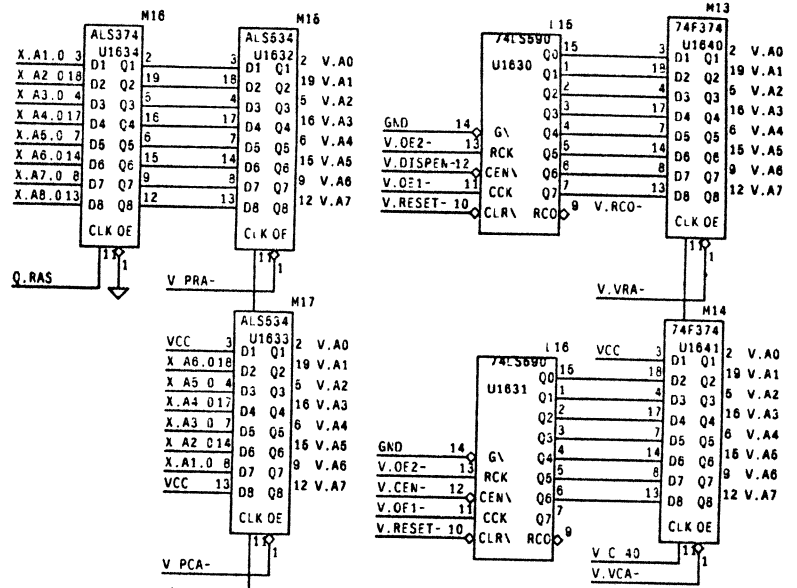 M16
ALS374
U1634
X.A1.0 3 D1 Q1 2
X.A2.018 D2 Q2 19
X.A3.0 4 D3 Q3 5
X.A4.017 D4 Q4 16
X.A5.0 7 D5 Q5 6
X.A6.014 D6 Q6 15
X.A7.0 8 D7 Q7 9
X.A8.013 D8 Q8 12
CLK OE
11 1
Q.RAS
M15
ALS534
U1632
3 D1 Q1 2 V.A0
18 D2 Q2 19 V.A1
4 D3 Q3 5 V.A2
17 D4 Q4 16 V.A3
7 D5 Q5 6 V.A4
14 D6 Q6 15 V.A5
8 D7 Q7 9 V.A6
13 D8 Q8 12 V.A7
CLK OE
11 1
V PRA-
M17
ALS534
U1633
VCC 3 D1 Q1 2 V.A0
X A6.018 D2 Q2 19 V.A1
X A5 0 4 D3 Q3 5 V.A2
X.A4 017 D4 Q4 16 V.A3
X.A3 0 7 D5 Q5 6 V.A4
X A2 014 D6 Q6 15 V.A5
X.A1.0 8 D7 Q7 9 V.A6
VCC 13 D8 Q8 12 V.A7
CLK OE
11 1
V PCA-
L15
74LS590
U1630
Q0 15
Q1 1
Q2 2
Q3 3
GND 14 G\ Q4 4
V.OE2- 13 RCK Q5 5
V.DISPEN-12 CEN\ Q6 6
V.OE1- 11 CCK Q7 7
V.RESET- 10 CLR\ RCO 9
V.RCO-
M13
74F374
U1640
3 D1 Q1 2 V.A0
18 D2 Q2 19 V.A1
4 D3 Q3 5 V.A2
17 D4 Q4 16 V.A3
7 D5 Q5 6 V.A4
14 D6 Q6 15 V.A5
8 D7 Q7 9 V.A6
13 D8 Q8 12 V.A7
CLK OE
11 1
V.VRA-
L16
74LS590
U1631
Q0 15
Q1 1
Q2 2
Q3 3
GND 14 G\ Q4 4
V.OE2- 13 RCK Q5 5
V.CEN- 12 CEN\ Q6 6
V.OE1- 11 CCK Q7 7
V.RESET- 10 CLR\ RCO 9
M14
74F374
U1641
VCC 3 D1 Q1 2 V.A0
18 D2 Q2 19 V.A1
4 D3 Q3 5 V.A2
17 D4 Q4 16 V.A3
7 D5 Q5 6 V.A4
14 D6 Q6 15 V.A5
8 D7 Q7 9 V.A6
13 D8 Q8 12 V.A7
CLK OE
11 1
V C 40
V.VCA-